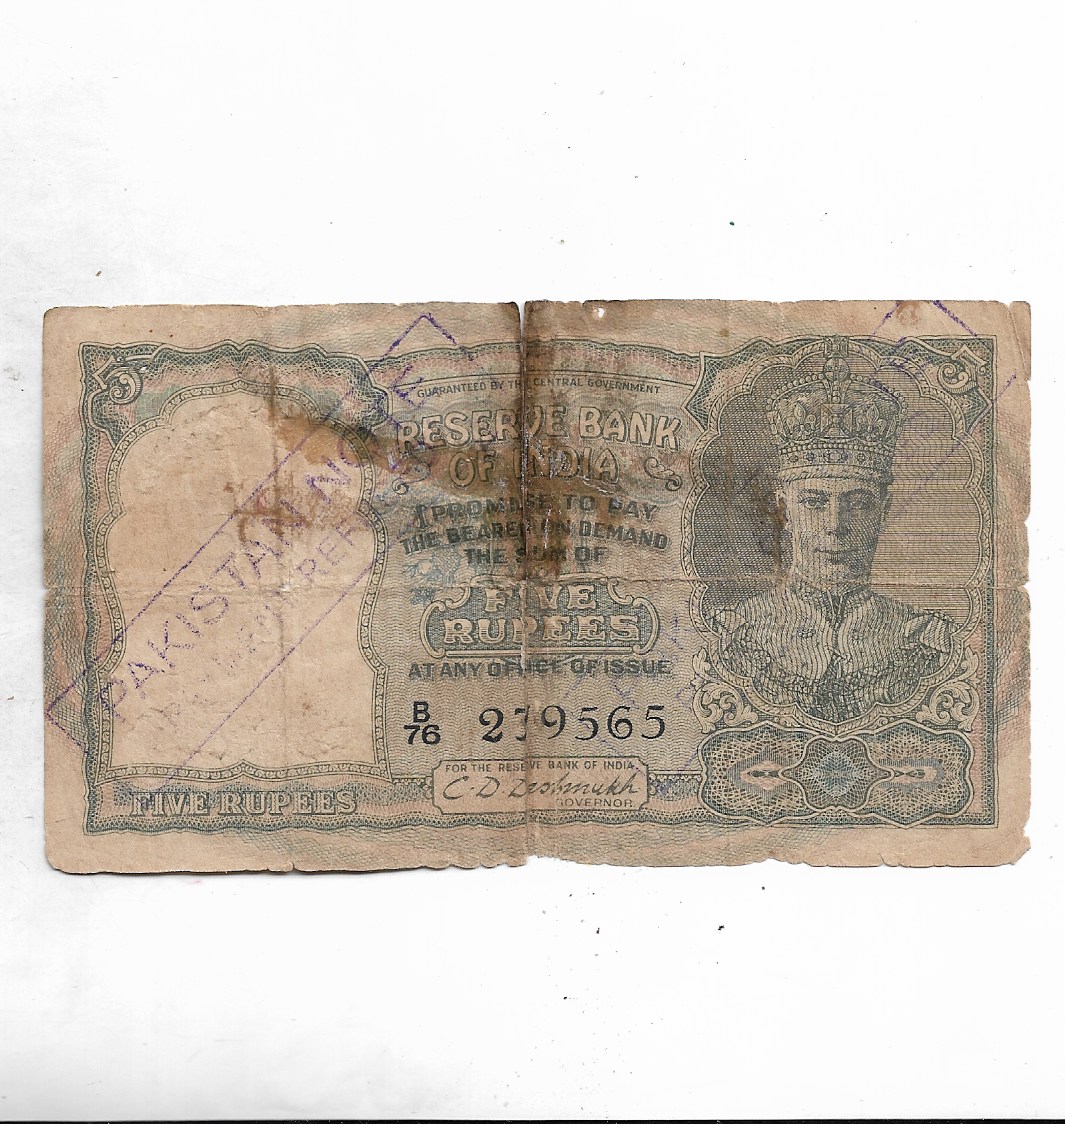 5 5
GUARANTEED BY THE CENTRAL GOVERNMENT
RESERVE BANK
OF INDIA
I PROMISE TO PAY
THE BEARER ON DEMAND
THE SUM OF
FIVE
RUPEES
AT ANY OFFICE OF ISSUE
B/76 239565
FOR THE RESERVE BANK OF INDIA
C. D. Deshmukh
GOVERNOR
FIVE RUPEES
PAKISTAN NOTE